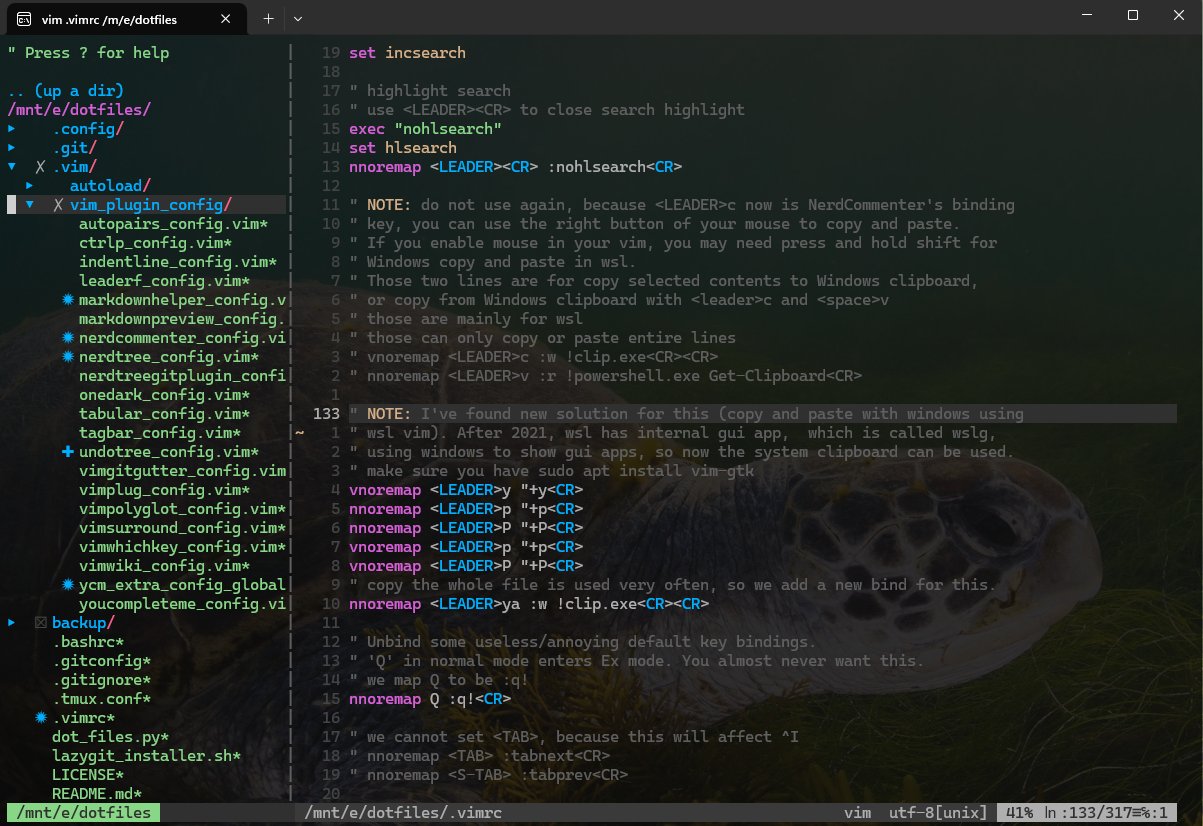 vim .vimrc /m/e/dotfiles
" Press ? for help
.. (up a dir)
/mnt/e/dotfiles/
▸ .config/
▸ .git/
▾ ✗ .vim/
▸ autoload/
▾ ✗ vim_plugin_config/
autopairs_config.vim*
ctrlp_config.vim*
indentline_config.vim*
leaderf_config.vim*
✹ markdownhelper_config.v
markdownpreview_config.
✹ nerdcommenter_config.vi
✹ nerdtree_config.vim*
nerdtreegitplugin_confi
onedark_config.vim*
tabular_config.vim*
tagbar_config.vim*
✚ undotree_config.vim*
vimgitgutter_config.vim
vimplug_config.vim*
vimpolyglot_config.vim*
vimsurround_config.vim*
vimwhichkey_config.vim*
vimwiki_config.vim*
✹ ycm_extra_config_global
youcompleteme_config.vi
▸ ☒ backup/
.bashrc*
.gitconfig*
.gitignore*
.tmux.conf*
✹ .vimrc*
dot_files.py*
lazygit_installer.sh*
LICENSE*
README.md*
/mnt/e/dotfiles
19 set incsearch
18
17 " highlight search
16 " use <LEADER><CR> to close search highlight
15 exec "nohlsearch"
14 set hlsearch
13 nnoremap <LEADER><CR> :nohlsearch<CR>
12
11 " NOTE: do not use again, because <LEADER>c now is NerdCommenter's binding
10 " key, you can use the right button of your mouse to copy and paste.
9 " If you enable mouse in your vim, you may need press and hold shift for
8 " Windows copy and paste in wsl.
7 " Those two lines are for copy selected contents to Windows clipboard,
6 " or copy from Windows clipboard with <leader>c and <space>v
5 " those are mainly for wsl
4 " those can only copy or paste entire lines
3 " vnoremap <LEADER>c :w !clip.exe<CR><CR>
2 " nnoremap <LEADER>v :r !powershell.exe Get-Clipboard<CR>
1
133 " NOTE: I've found new solution for this (copy and paste with windows using
~ 1 " wsl vim). After 2021, wsl has internal gui app,  which is called wslg,
2 " using windows to show gui apps, so now the system clipboard can be used.
3 " make sure you have sudo apt install vim-gtk
4 vnoremap <LEADER>y "+y<CR>
5 nnoremap <LEADER>p "+p<CR>
6 nnoremap <LEADER>P "+P<CR>
7 vnoremap <LEADER>p "+p<CR>
8 vnoremap <LEADER>P "+P<CR>
9 " copy the whole file is used very often, so we add a new bind for this.
10 nnoremap <LEADER>ya :w !clip.exe<CR><CR>
11
12 " Unbind some useless/annoying default key bindings.
13 " 'Q' in normal mode enters Ex mode. You almost never want this.
14 " we map Q to be :q!
15 nnoremap Q :q!<CR>
16
17 " we cannot set <TAB>, because this will affect ^I
18 " nnoremap <TAB> :tabnext<CR>
19 " nnoremap <S-TAB> :tabprev<CR>
20
/mnt/e/dotfiles/.vimrc vim utf-8[unix] 41% ln :133/317≡℅:1